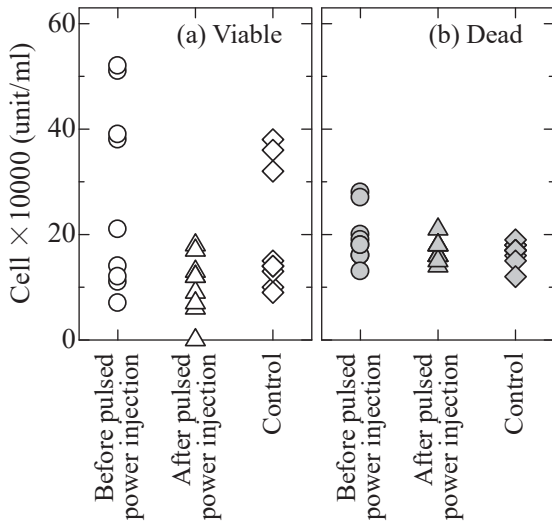 Cell ×10000 (unit/ml)
60
40
20
0
(a) Viable
(b) Dead
Before pulsed
power injection
After pulsed
power injection
Control
Before pulsed
power injection
After pulsed
power injection
Control